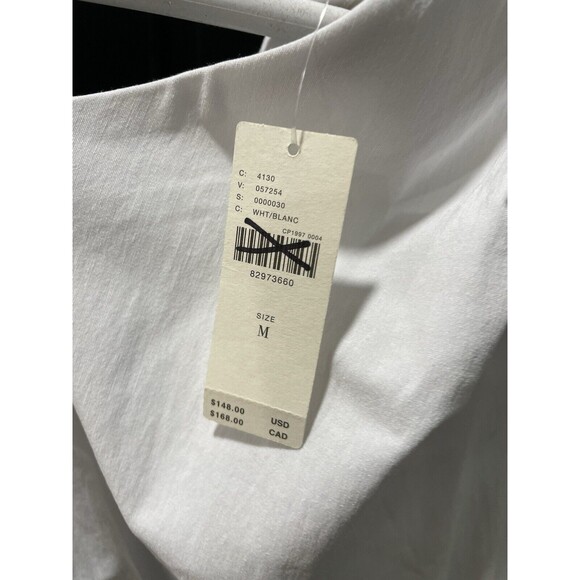 C: 4130
V: 057254
S: 0000030
C: WHT/BLANC
CP1997 0004
82973660
SIZE
M
$148.00 USD
$168.00 CAD